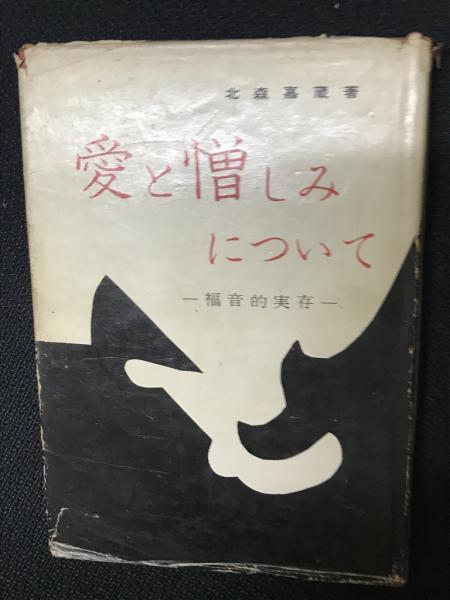 北森嘉蔵著
愛と憎しみ
について
―福音的実存―